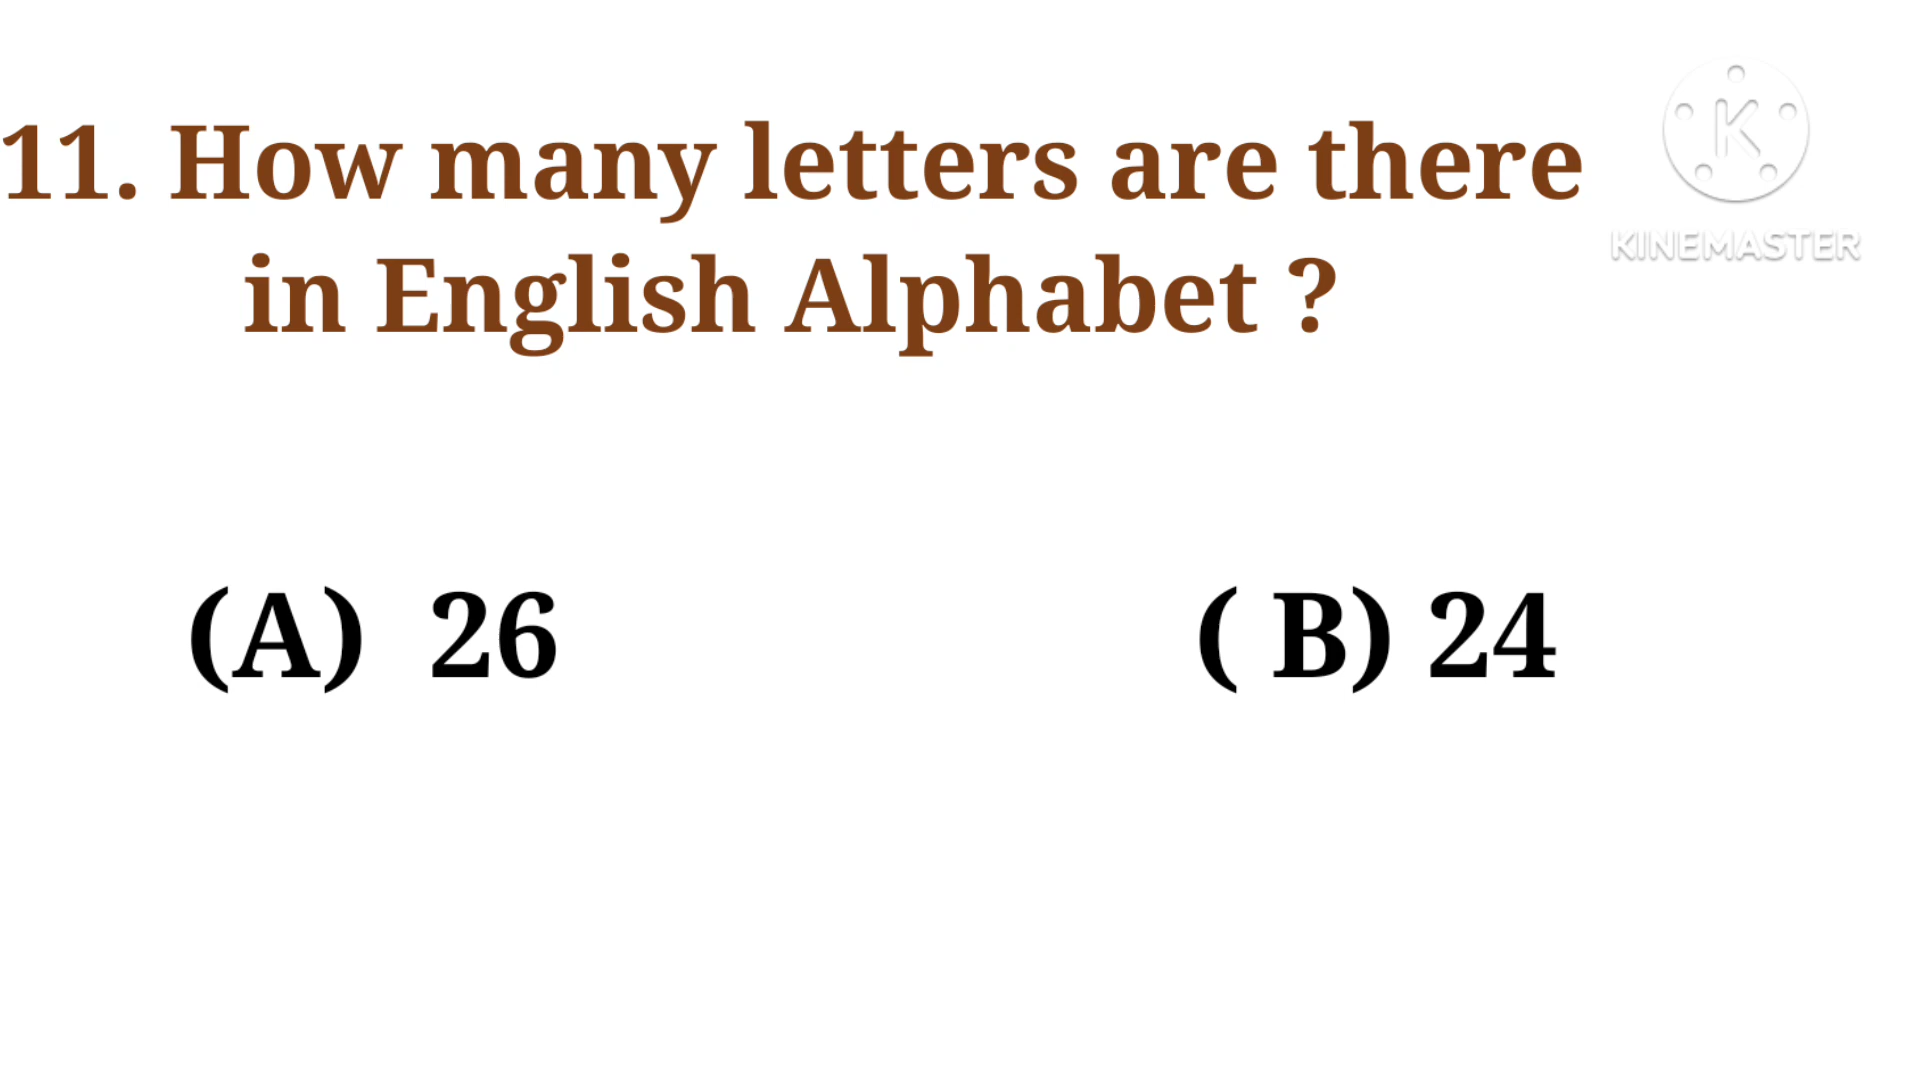 11. How many letters are there
in English Alphabet ?
K
KINEMASTER
(A) 26
( B) 24